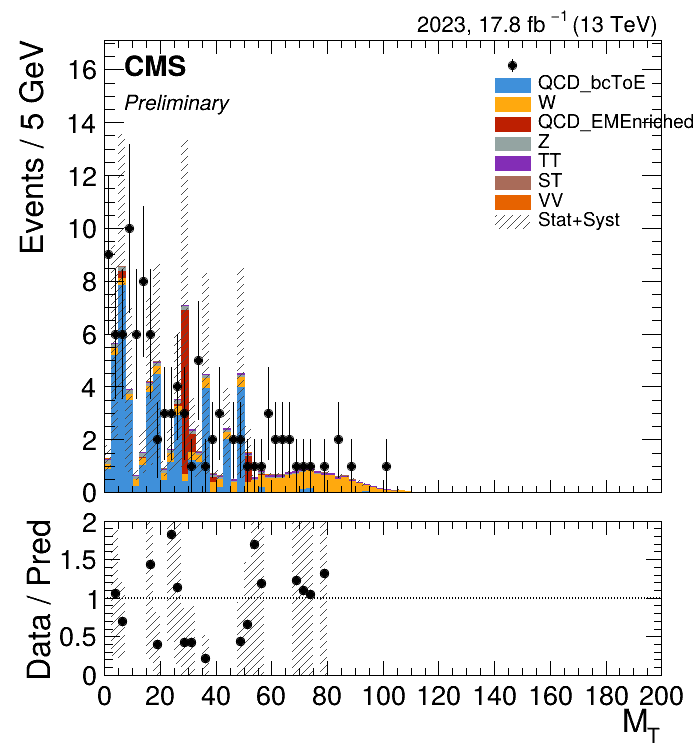 2023, 17.8 fb⁻¹ (13 TeV)
CMS
Preliminary
QCD_bcToE
W
QCD_EMEnriched
Z
TT
ST
VV
Stat+Syst
Events / 5 GeV
16
14
12
10
8
6
4
2
0
Data / Pred
2
1.5
1
0.5
0
0 20 40 60 80 100 120 140 160 180 200
M_T